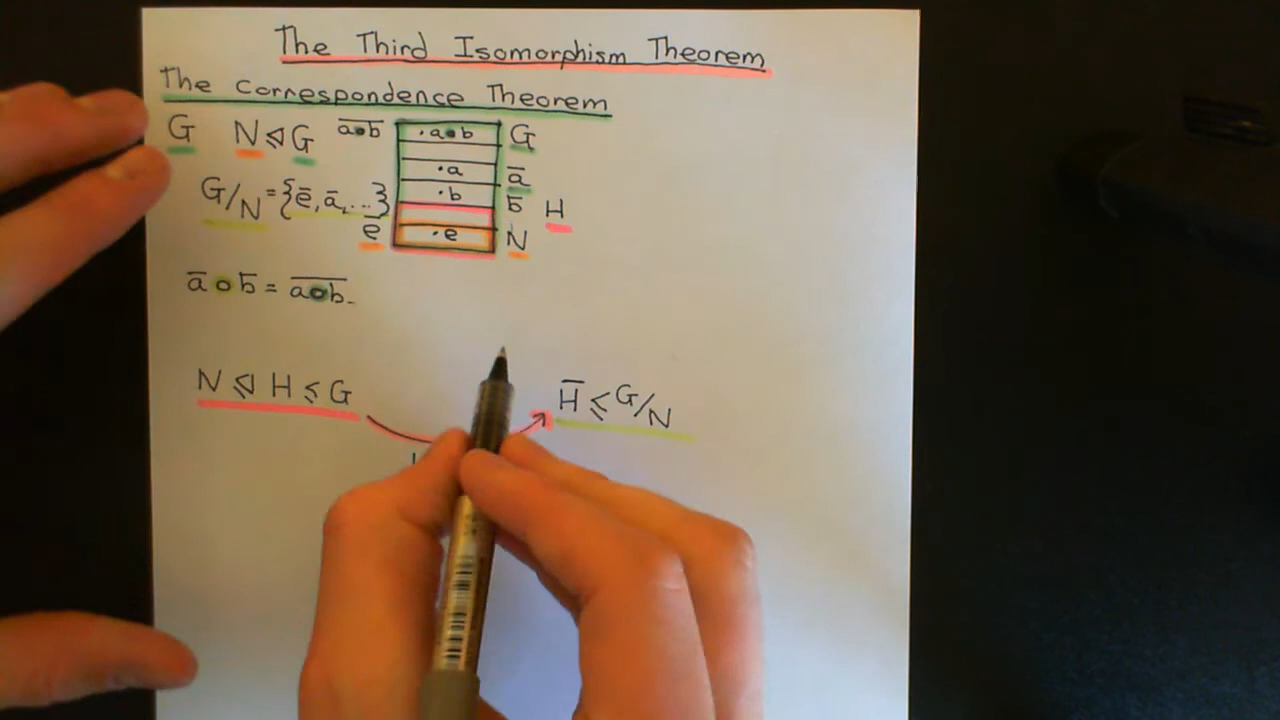 The Third Isomorphism Theorem
The Correspondence Theorem
G N ⊲ G a∘b̅ ·a∘b G
·a ā
G/N = {ē, ā, ...} ·b b̄ H
ē ·e N
ā ∘ b̄ = a∘b̅
N ⊴ H ≤ G H̄ ≤ G/N